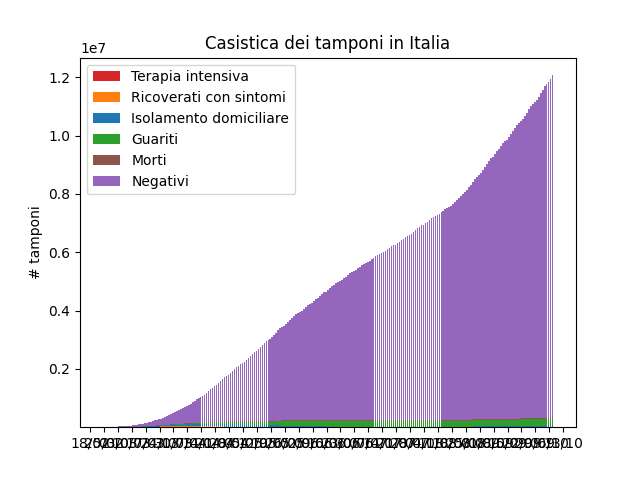 Casistica dei tamponi in Italia
1e7
Terapia intensiva
Ricoverati con sintomi
Isolamento domiciliare
Guariti
Morti
Negativi
# tamponi
1.2
1.0
0.8
0.6
0.4
0.2